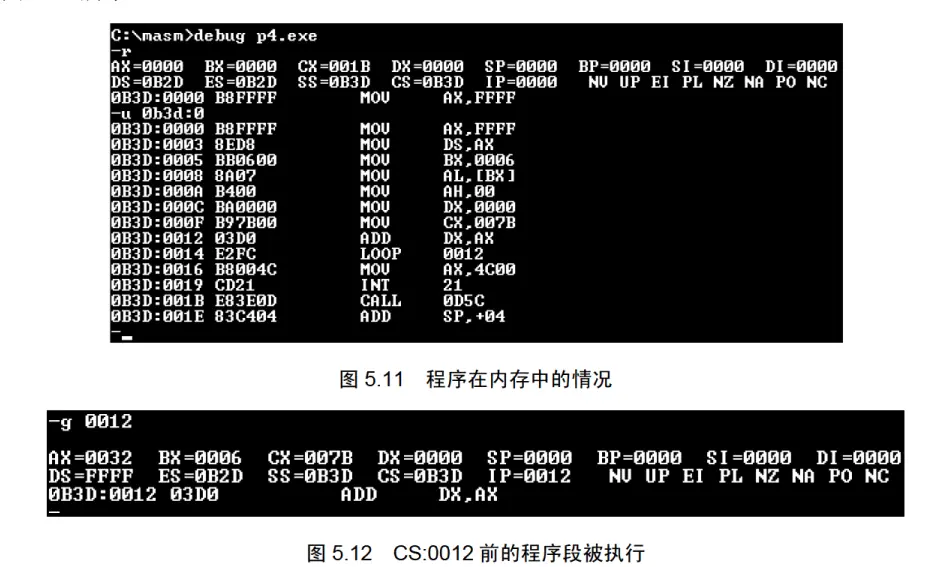 C:\masm>debug p4.exe
-r
AX=0000 BX=0000 CX=001B DX=0000 SP=0000 BP=0000 SI=0000 DI=0000
DS=0B2D ES=0B2D SS=0B3D CS=0B3D IP=0000 NV UP EI PL NZ NA PO NC
0B3D:0000 B8FFFF MOV AX,FFFF
-u 0b3d:0
0B3D:0000 B8FFFF MOV AX,FFFF
0B3D:0003 8ED8 MOV DS,AX
0B3D:0005 BB0600 MOV BX,0006
0B3D:0008 8A07 MOV AL,[BX]
0B3D:000A B400 MOV AH,00
0B3D:000C BA0000 MOV DX,0000
0B3D:000F B97B00 MOV CX,007B
0B3D:0012 03D0 ADD DX,AX
0B3D:0014 E2FC LOOP 0012
0B3D:0016 B8004C MOV AX,4C00
0B3D:0019 CD21 INT 21
0B3D:001B E83E0D CALL 0D5C
0B3D:001E 83C404 ADD SP,+04
-_
图 5.11 程序在内存中的情况
-g 0012
AX=0032 BX=0006 CX=007B DX=0000 SP=0000 BP=0000 SI=0000 DI=0000
DS=FFFF ES=0B2D SS=0B3D CS=0B3D IP=0012 NV UP EI PL NZ NA PO NC
0B3D:0012 03D0 ADD DX,AX
-
图 5.12 CS:0012 前的程序段被执行